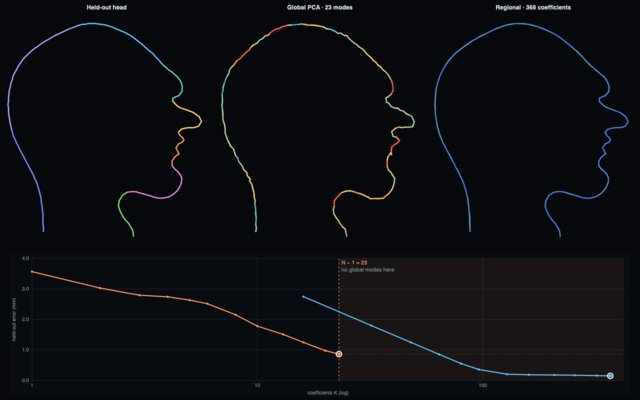 Held-out head
Global PCA · 23 modes
Regional · 368 coefficients
4.0
N − 1 = 23
no global modes here
3.0
2.0
1.0
0.0
held-out error (mm)
1
10
100
coefficients K (log)